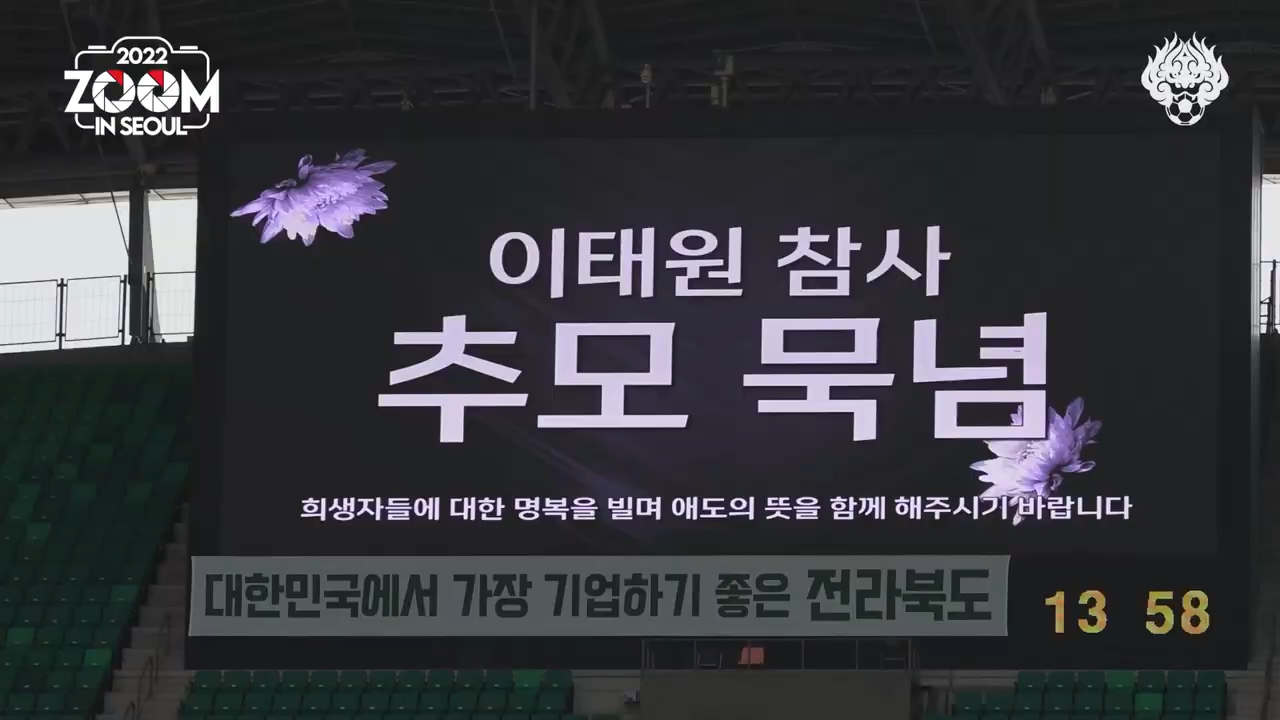 2022
ZOOM
IN SEOUL
이태원 참사
추모 묵념
희생자들에 대한 명복을 빌며 애도의 뜻을 함께 해주시기 바랍니다
대한민국에서 가장 기업하기 좋은 전라북도
13 58